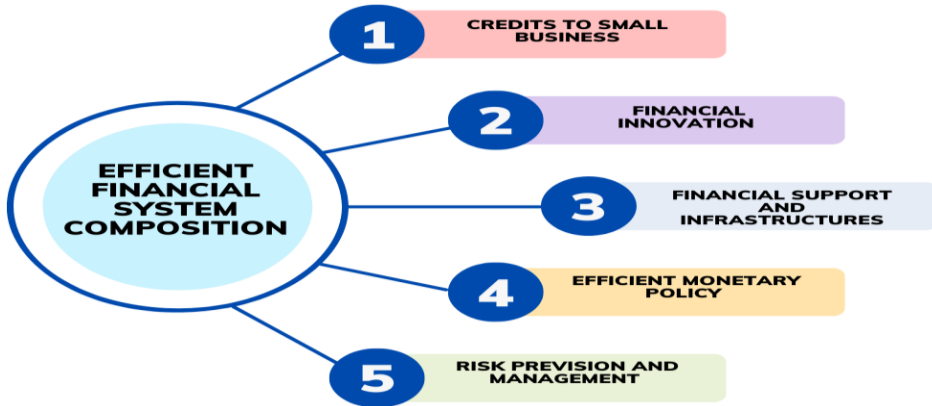 1
CREDITS TO SMALL
BUSINESS
2
FINANCIAL
INNOVATION
EFFICIENT
FINANCIAL
SYSTEM
COMPOSITION
3
FINANCIAL SUPPORT
AND
INFRASTRUCTURES
4
EFFICIENT MONETARY
POLICY
5
RISK PREVISION AND
MANAGEMENT